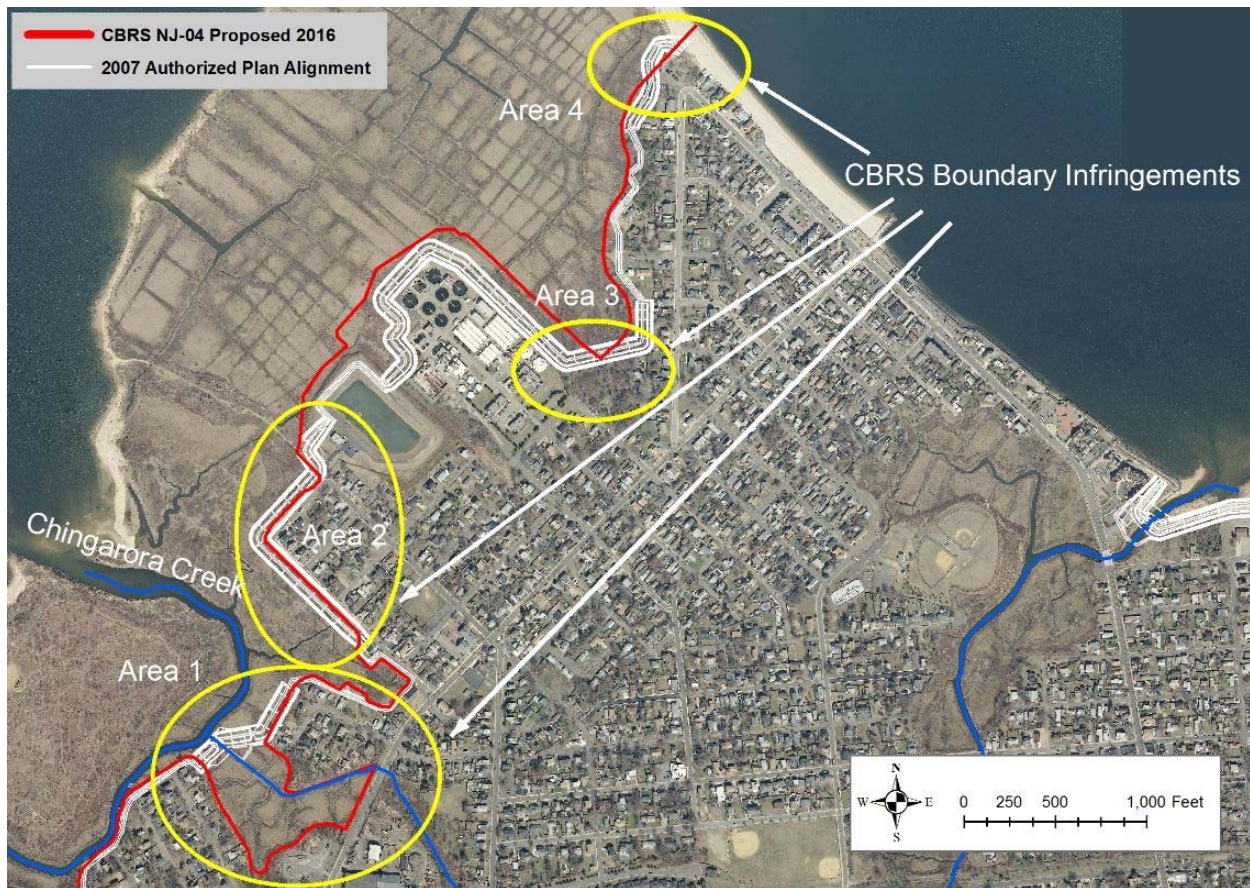 CBRS NJ-04 Proposed 2016
2007 Authorized Plan Alignment
Area 4
CBRS Boundary Infringements
Area 3
Area 2
Chingarora Creek
Area 1
N
W E
S
0 250 500 1,000 Feet